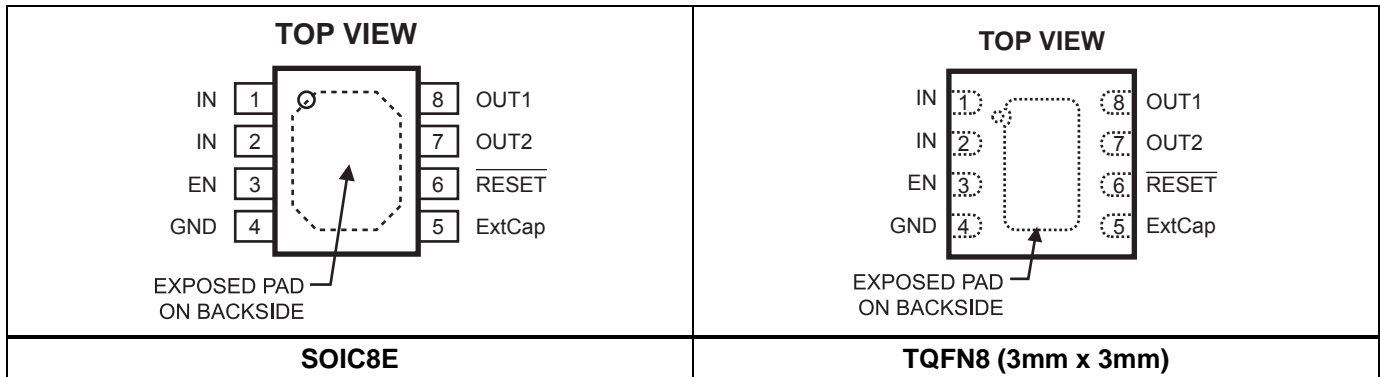 TOP VIEW
IN 1 8 OUT1
IN 2 7 OUT2
EN 3 6 RESET
GND 4 5 ExtCap
EXPOSED PAD
ON BACKSIDE
SOIC8E
TOP VIEW
IN 1 8 OUT1
IN 2 7 OUT2
EN 3 6 RESET
GND 4 5 ExtCap
EXPOSED PAD
ON BACKSIDE
TQFN8 (3mm x 3mm)